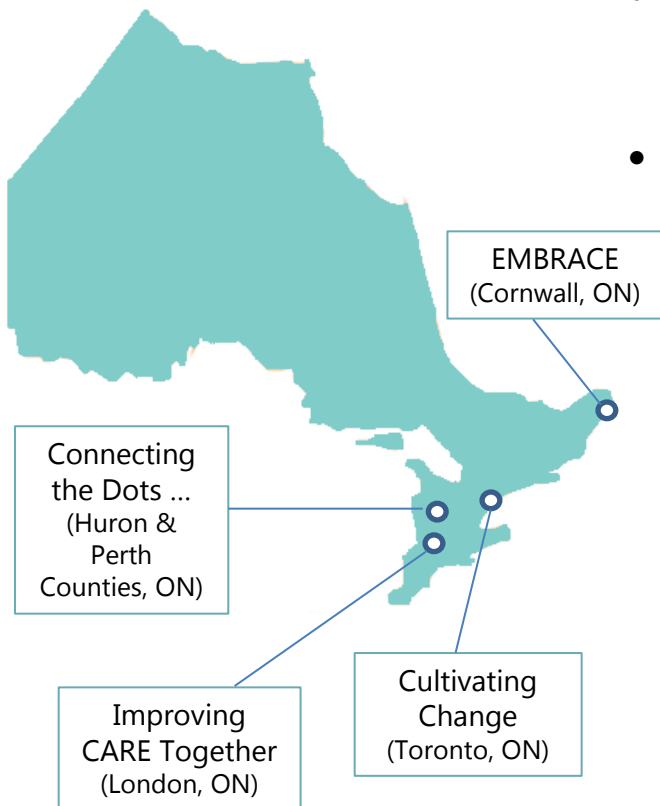 •
EMBRACE
(Cornwall, ON)
Connecting
the Dots ...
(Huron &
Perth
Counties, ON)
Cultivating
Change
(Toronto, ON)
Improving
CARE Together
(London, ON)